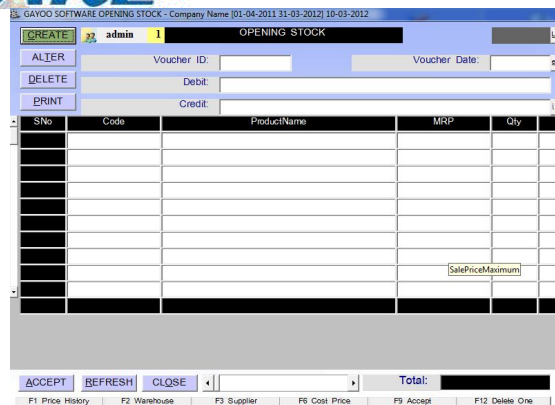 GAYOO SOFTWARE OPENING STOCK - Company Name [01-04-2011 31-03-2012] 10-03-2012
CREATE admin 1 OPENING STOCK
ALTER Voucher ID: Voucher Date:
DELETE Debit:
PRINT Credit:
SNo Code ProductName MRP Qty
SalePriceMaximum
ACCEPT REFRESH CLOSE Total:
F1 Price History F2 Warehouse F3 Supplier F6 Cost Price F9 Accept F12 Delete One